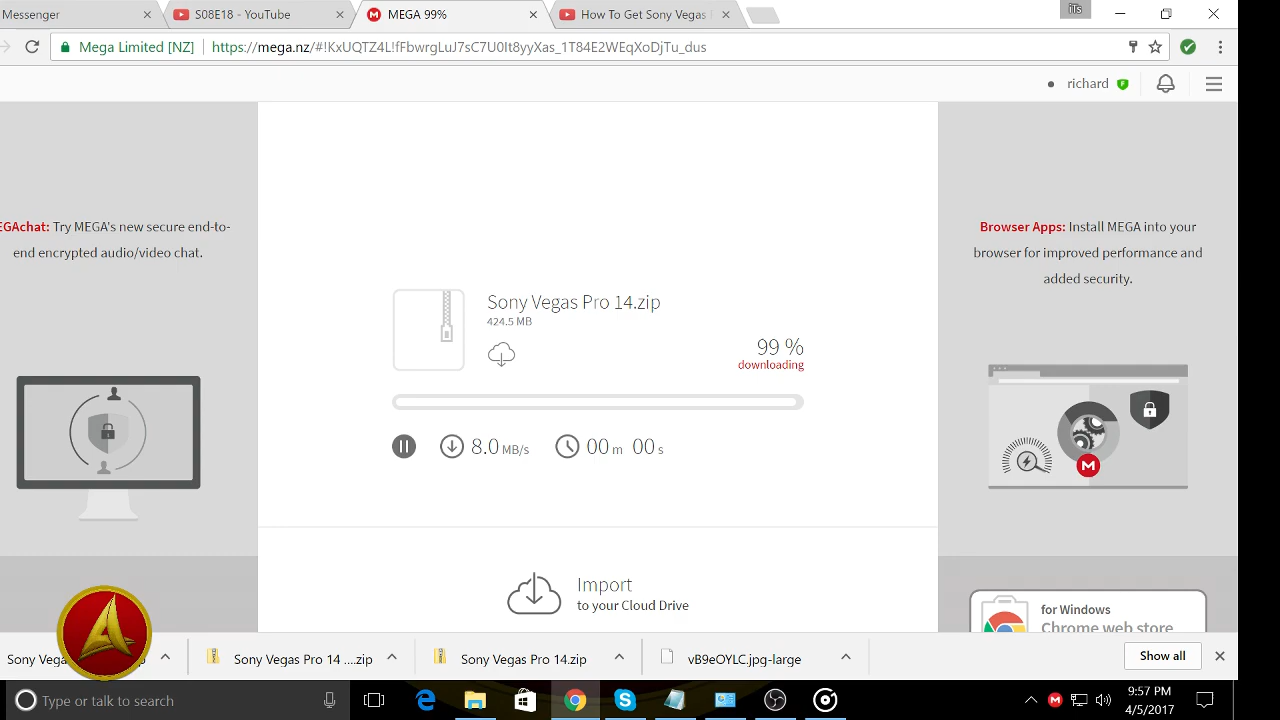 Messenger
S08E18 - YouTube
MEGA 99%
How To Get Sony Vegas
iTs
Mega Limited [NZ]
https://mega.nz/#!KxUQTZ4L!fFbwrgLuJ7sC7U0It8yyXas_1T84E2WEqXoDjTu_dus
richard
EGAchat: Try MEGA's new secure end-to-
end encrypted audio/video chat.
Browser Apps: Install MEGA into your
browser for improved performance and
added security.
Sony Vegas Pro 14.zip
424.5 MB
99 %
downloading
8.0 MB/s
00 m 00 s
Import
to your Cloud Drive
for Windows
Chrome web store
Sony Vega
Sony Vegas Pro 14 ....zip
Sony Vegas Pro 14.zip
vB9eOYLC.jpg-large
Show all
Type or talk to search
9:57 PM
4/5/2017